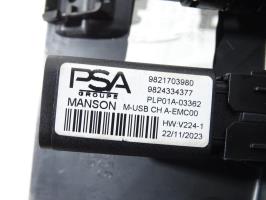 PSA
GROUPE
MANSON
9821703980
9824334377
PLP01A-03362
M-USB CH A-EMC00
HW:V224-1
22/11/2023